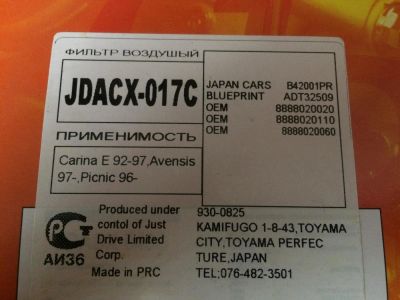 ФИЛЬТР ВОЗДУШЫЙ
JDACX-017C
JAPAN CARS B42001PR
BLUEPRINT ADT32509
OEM 8888020020
OEM 8888020110
OEM 8888020060
ПРИМЕНИМОСТЬ
Carina E 92-97,Avensis
97-,Picnic 96-
РСТ
АИ36
Produced under
contol of Just
Drive Limited
Corp.
Made in PRC
930-0825
KAMIFUGO 1-8-43,TOYAMA
CITY,TOYAMA PERFEC
TURE,JAPAN
TEL;076-482-3501